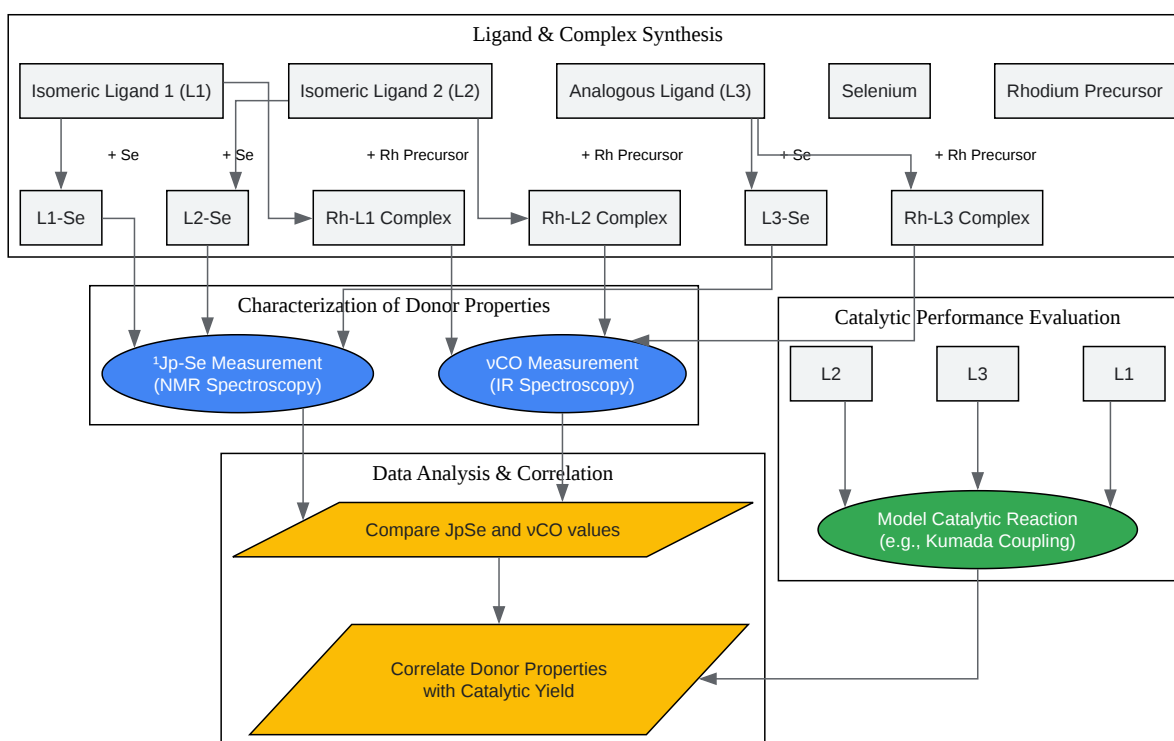 Ligand & Complex Synthesis
Isomeric Ligand 1 (L1)
Isomeric Ligand 2 (L2)
Analogous Ligand (L3)
Selenium
Rhodium Precursor
+ Se
+ Se
+ Rh Precursor
+ Rh Precursor
+ Se
+ Rh Precursor
L1-Se
L2-Se
Rh-L1 Complex
Rh-L2 Complex
L3-Se
Rh-L3 Complex
Characterization of Donor Properties
¹Jp-Se Measurement
(NMR Spectroscopy)
νCO Measurement
(IR Spectroscopy)
Catalytic Performance Evaluation
L2
L3
L1
Model Catalytic Reaction
(e.g., Kumada Coupling)
Data Analysis & Correlation
Compare JpSe and νCO values
Correlate Donor Properties
with Catalytic Yield